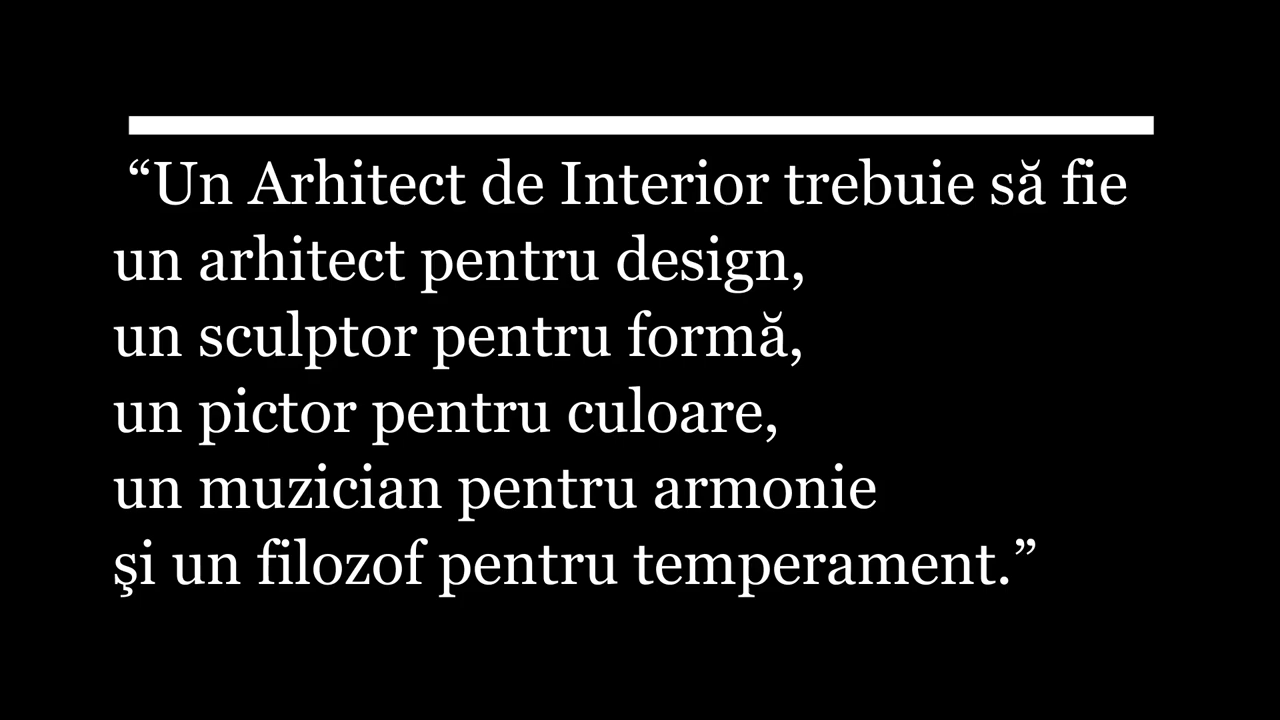 “Un Arhitect de Interior trebuie să fie
un arhitect pentru design,
un sculptor pentru formă,
un pictor pentru culoare,
un muzician pentru armonie
şi un filozof pentru temperament.”